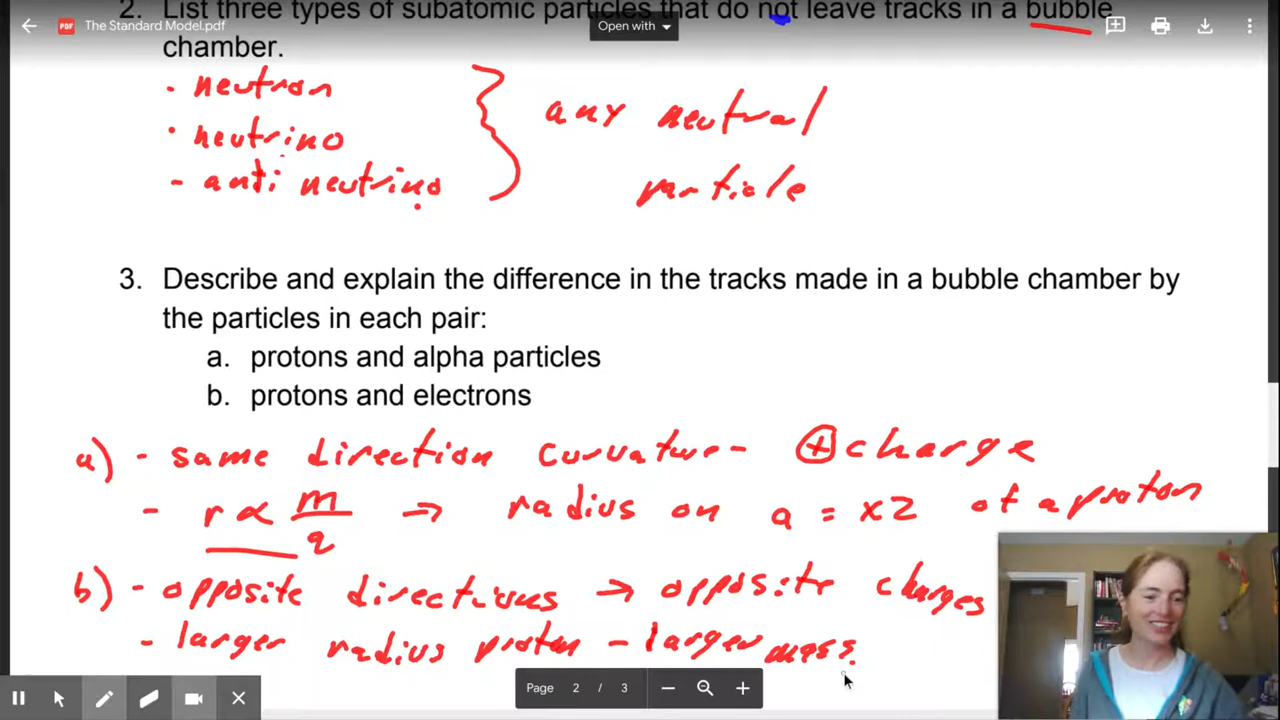 2. List three types of subatomic particles that do not leave tracks in a bubble
The Standard Model.pdf
Open with
chamber.
· neutron
· neutrino
- anti neutrino
any neutral
particle
3. Describe and explain the difference in the tracks made in a bubble chamber by
the particles in each pair:
a. protons and alpha particles
b. protons and electrons
a) - same direction curvature - ⊕ charge
- r ∝ m/q → radius on a = x2 of a proton
b) - opposite directions → opposite charges
- larger radius proton - larger mass.
Page 2 / 3